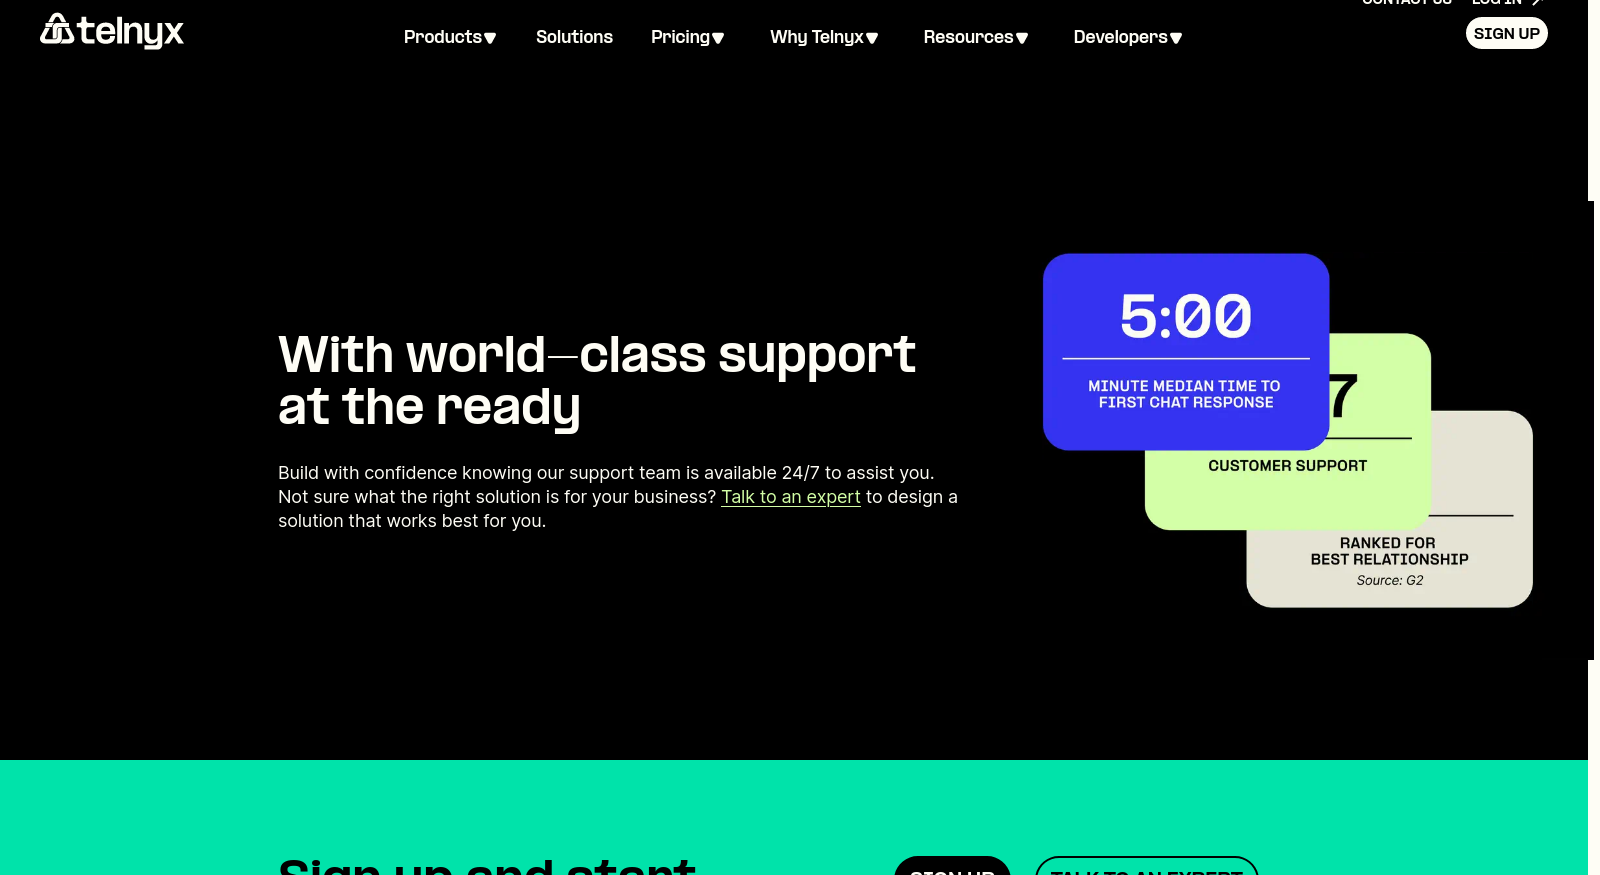 CONTACT US LOG IN
telnyx Products Solutions Pricing Why Telnyx Resources Developers SIGN UP
With world—class support
at the ready
Build with confidence knowing our support team is available 24/7 to assist you.
Not sure what the right solution is for your business? Talk to an expert to design a
solution that works best for you.
5:00
MINUTE MEDIAN TIME TO
FIRST CHAT RESPONSE
7
CUSTOMER SUPPORT
RANKED FOR
BEST RELATIONSHIP
Source: G2
Sign up and start
SIGN UP TALK TO AN EXPERT